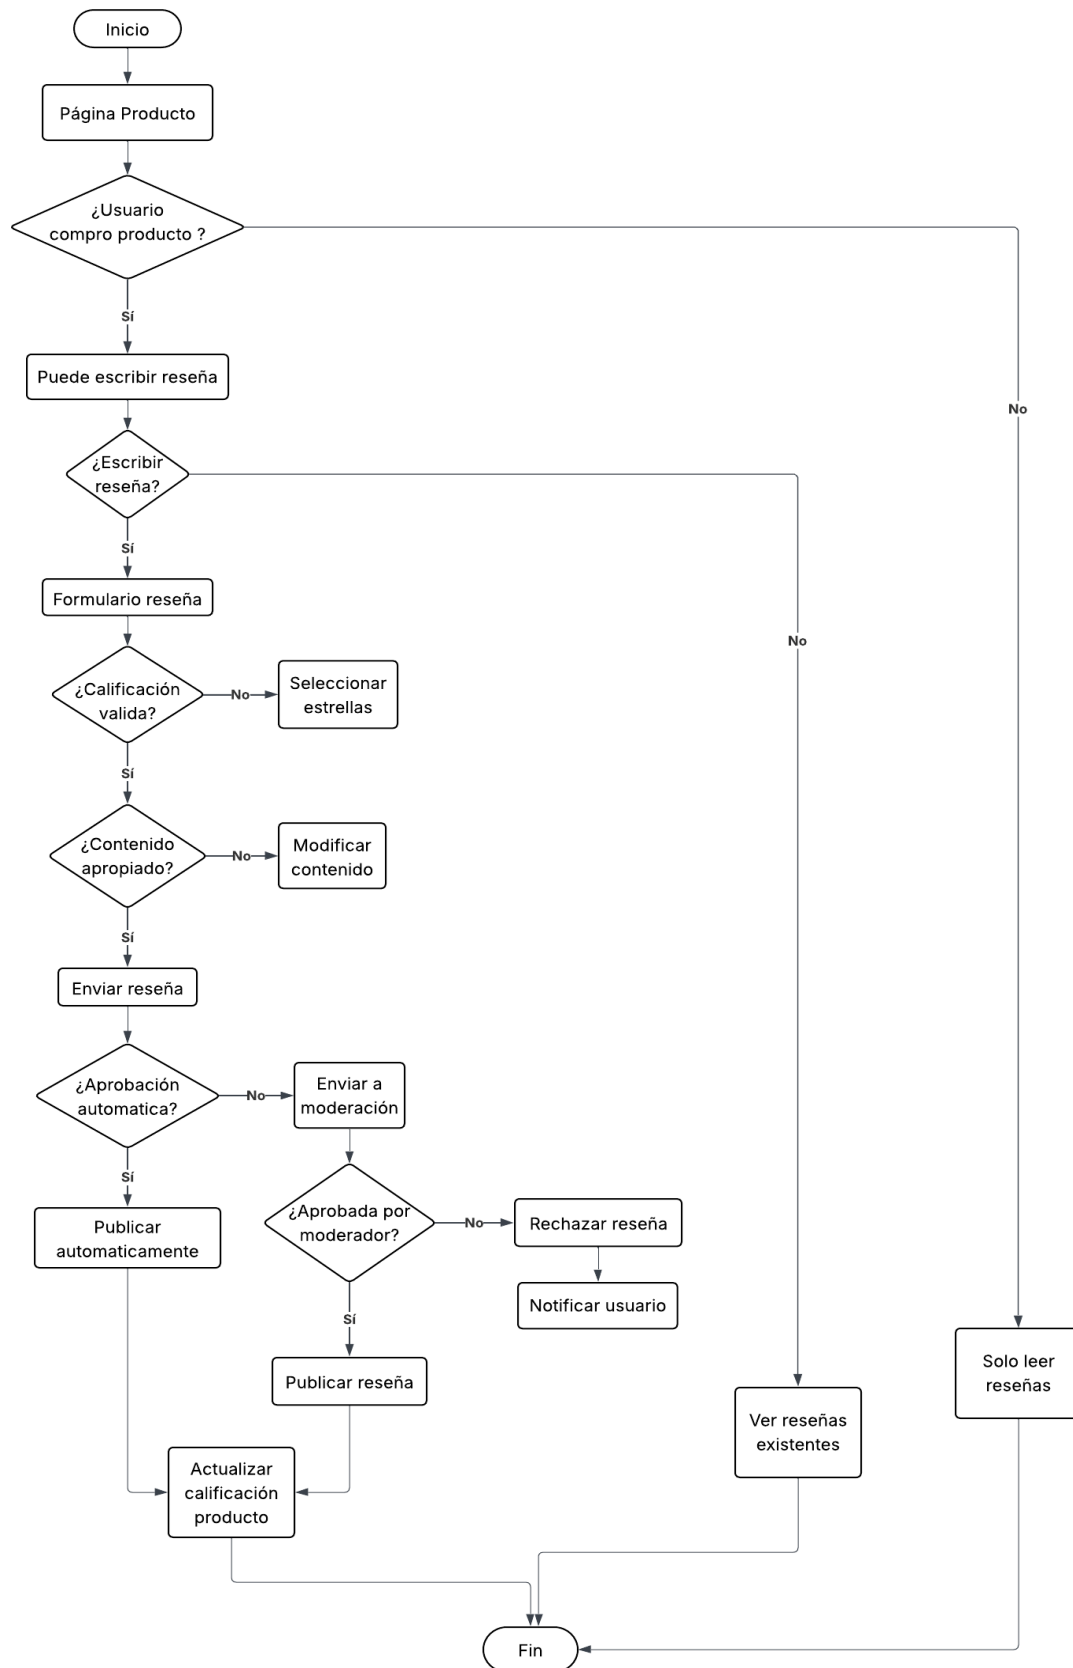 Inicio
Página Producto
¿Usuario
compro producto ?
Sí
No
Puede escribir reseña
¿Escribir
reseña?
Sí
No
Formulario reseña
¿Calificación
valida?
No
Seleccionar
estrellas
Sí
¿Contenido
apropiado?
No
Modificar
contenido
Sí
Enviar reseña
¿Aprobación
automatica?
No
Enviar a
moderación
Sí
Publicar
automaticamente
¿Aprobada por
moderador?
No
Rechazar reseña
Notificar usuario
Sí
Publicar reseña
Solo leer
reseñas
Ver reseñas
existentes
Actualizar
calificación
producto
Fin